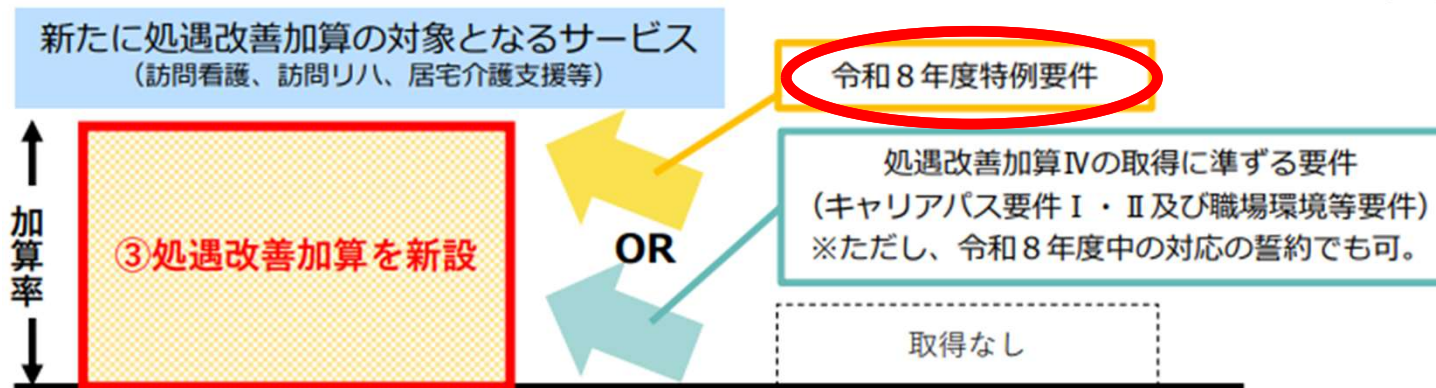 新たに処遇改善加算の対象となるサービス
（訪問看護、訪問リハ、居宅介護支援等）
令和８年度特例要件
加算率
③処遇改善加算を新設
OR
処遇改善加算Ⅳの取得に準ずる要件
（キャリアパス要件Ⅰ・Ⅱ及び職場環境等要件）
※ただし、令和８年度中の対応の誓約でも可。
取得なし